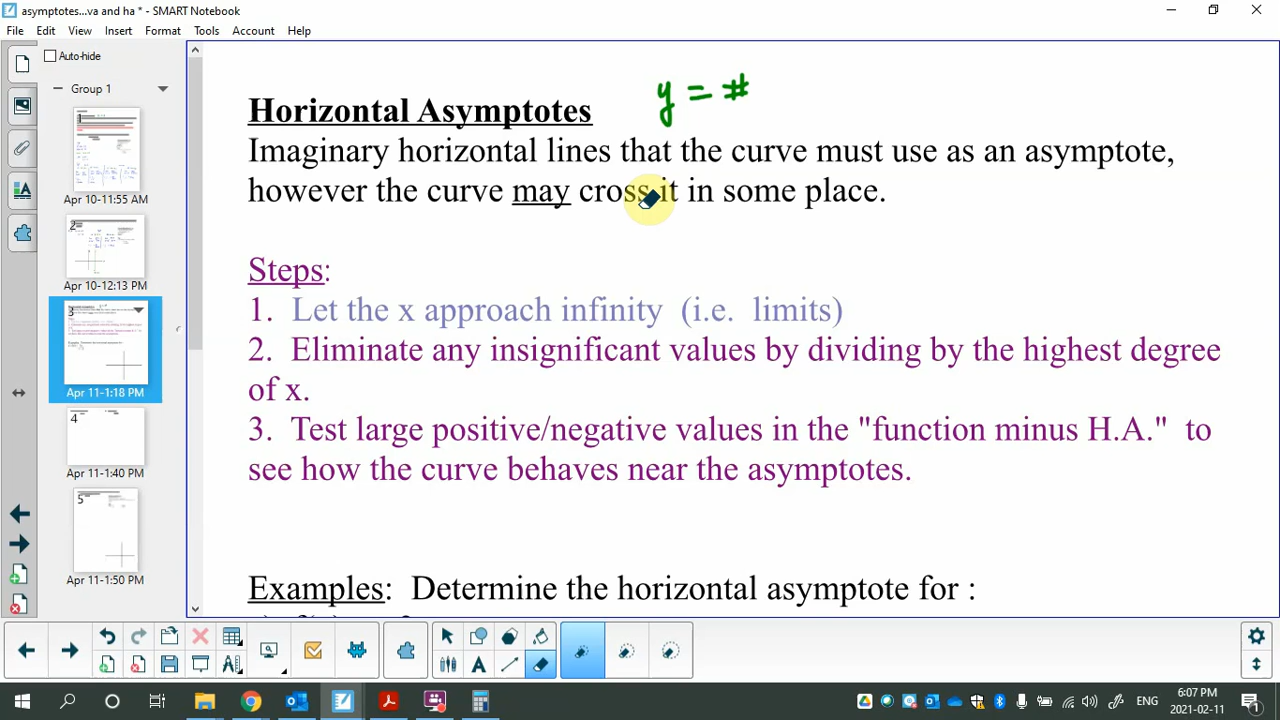 asymptotes...va and ha * - SMART Notebook
File Edit View Insert Format Tools Account Help
Auto-hide
Group 1
1
Apr 10-11:55 AM
2
Apr 10-12:13 PM
3
Apr 11-1:18 PM
4
Apr 11-1:40 PM
5
Apr 11-1:50 PM
y = #
Horizontal Asymptotes
Imaginary horizontal lines that the curve must use as an asymptote,
however the curve may cross it in some place.
Steps:
1. Let the x approach infinity (i.e. limits)
2. Eliminate any insignificant values by dividing by the highest degree
of x.
3. Test large positive/negative values in the "function minus H.A." to
see how the curve behaves near the asymptotes.
Examples: Determine the horizontal asymptote for :
ENG
6:07 PM
2021-02-11